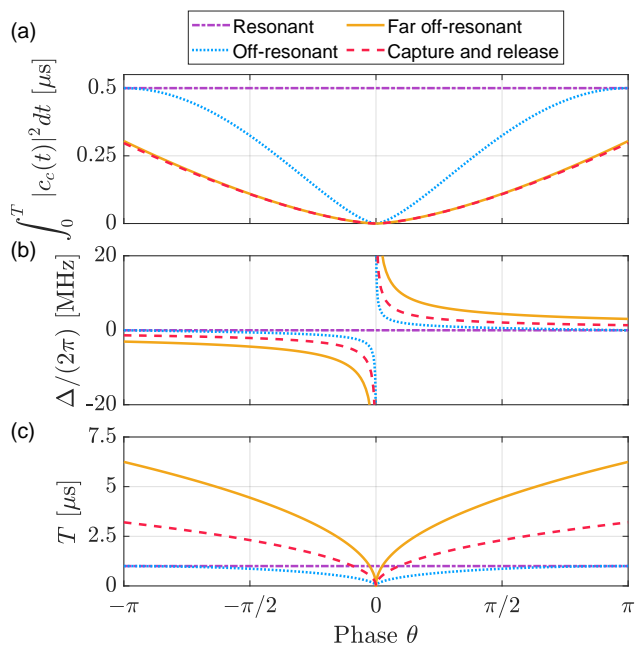 (a)
Resonant
Far off-resonant
Off-resonant
Capture and release
∫₀ᵀ |c_c(t)|² dt [μs]
0.5
0.25
0
(b)
Δ/(2π) [MHz]
20
0
-20
(c)
T [μs]
7.5
5
2.5
0
−π
−π/2
0
π/2
π
Phase θ